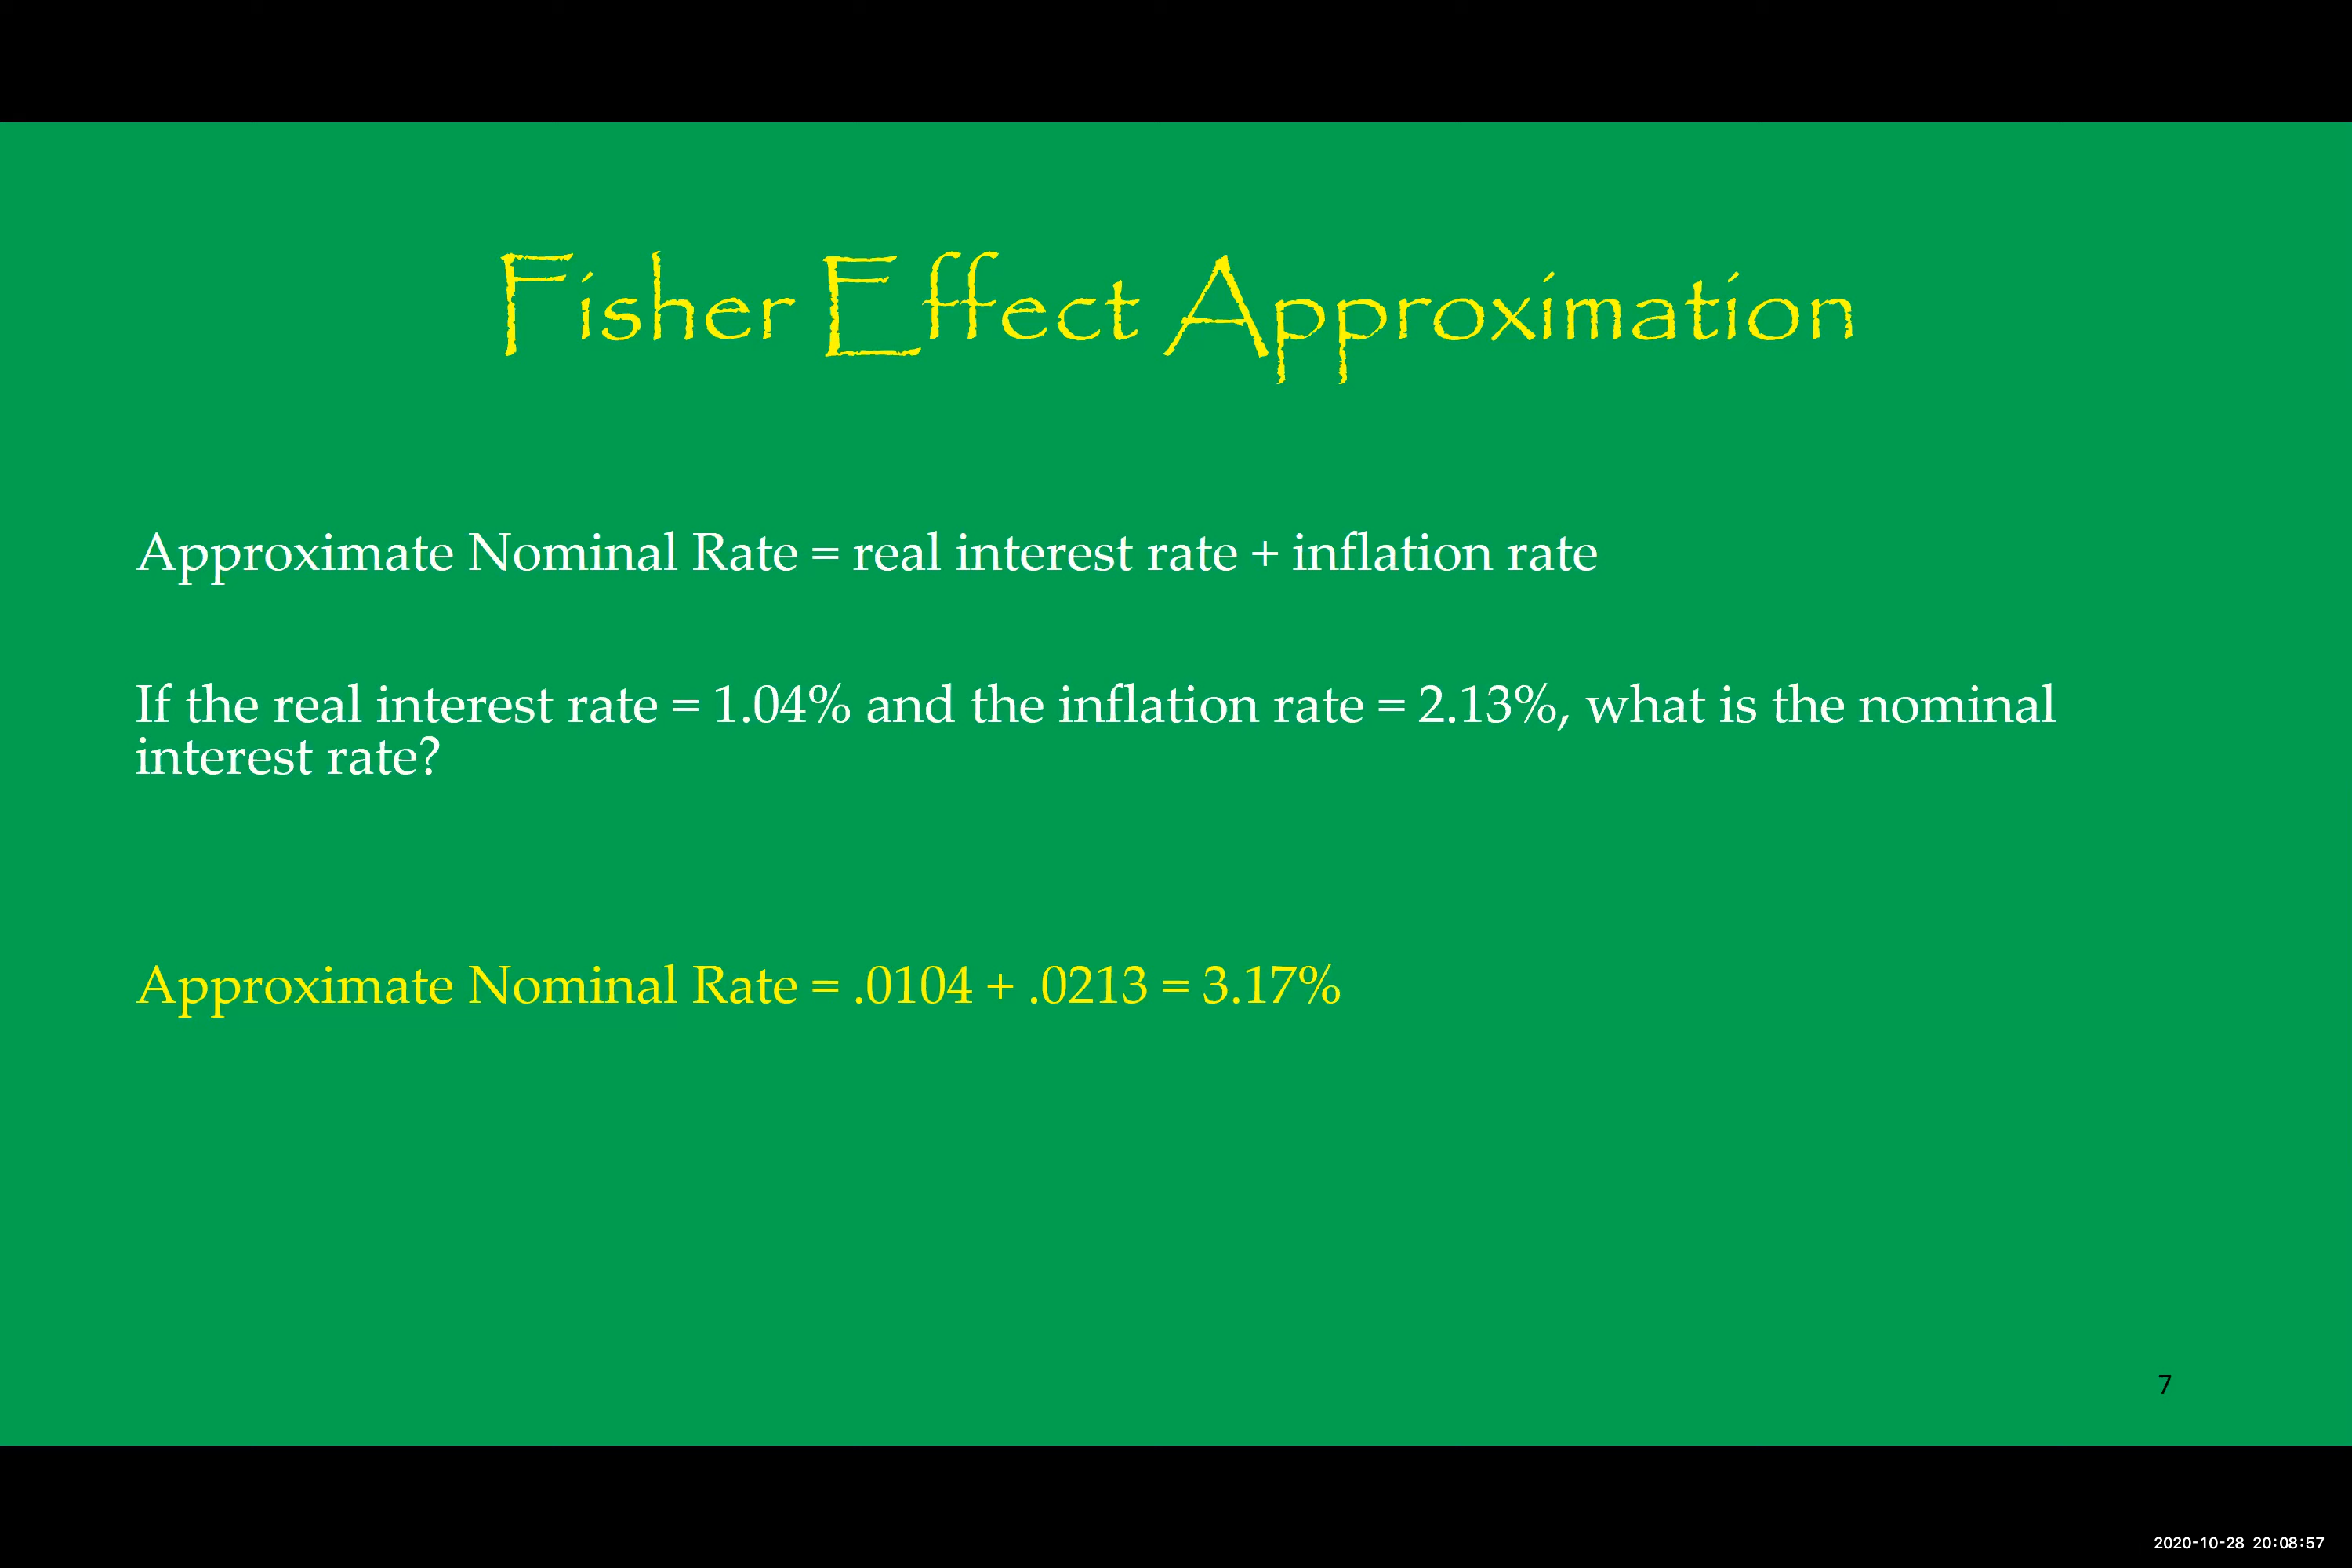 Fisher Effect Approximation
Approximate Nominal Rate = real interest rate + inflation rate
If the real interest rate = 1.04% and the inflation rate = 2.13%, what is the nominal
interest rate?
Approximate Nominal Rate = .0104 + .0213 = 3.17%
7
2020-10-28 20:08:57